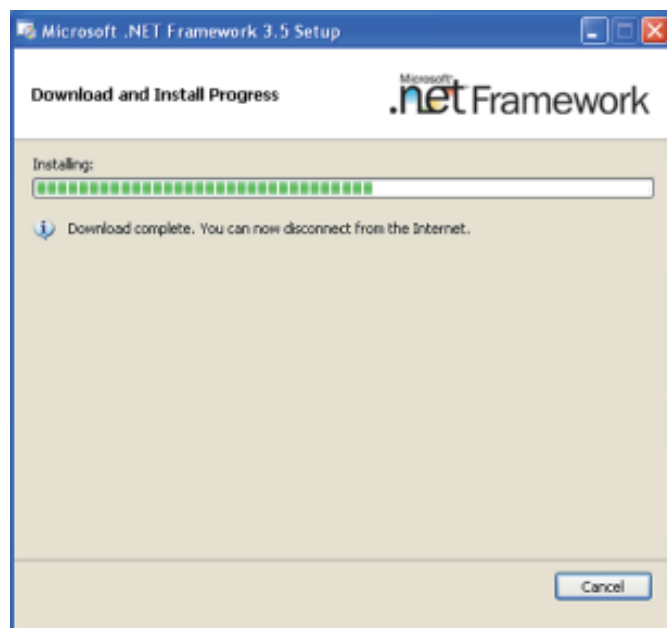 Microsoft .NET Framework 3.5 Setup
Download and Install Progress
Microsoft
.net Framework
Installing:
Download complete. You can now disconnect from the Internet.
Cancel